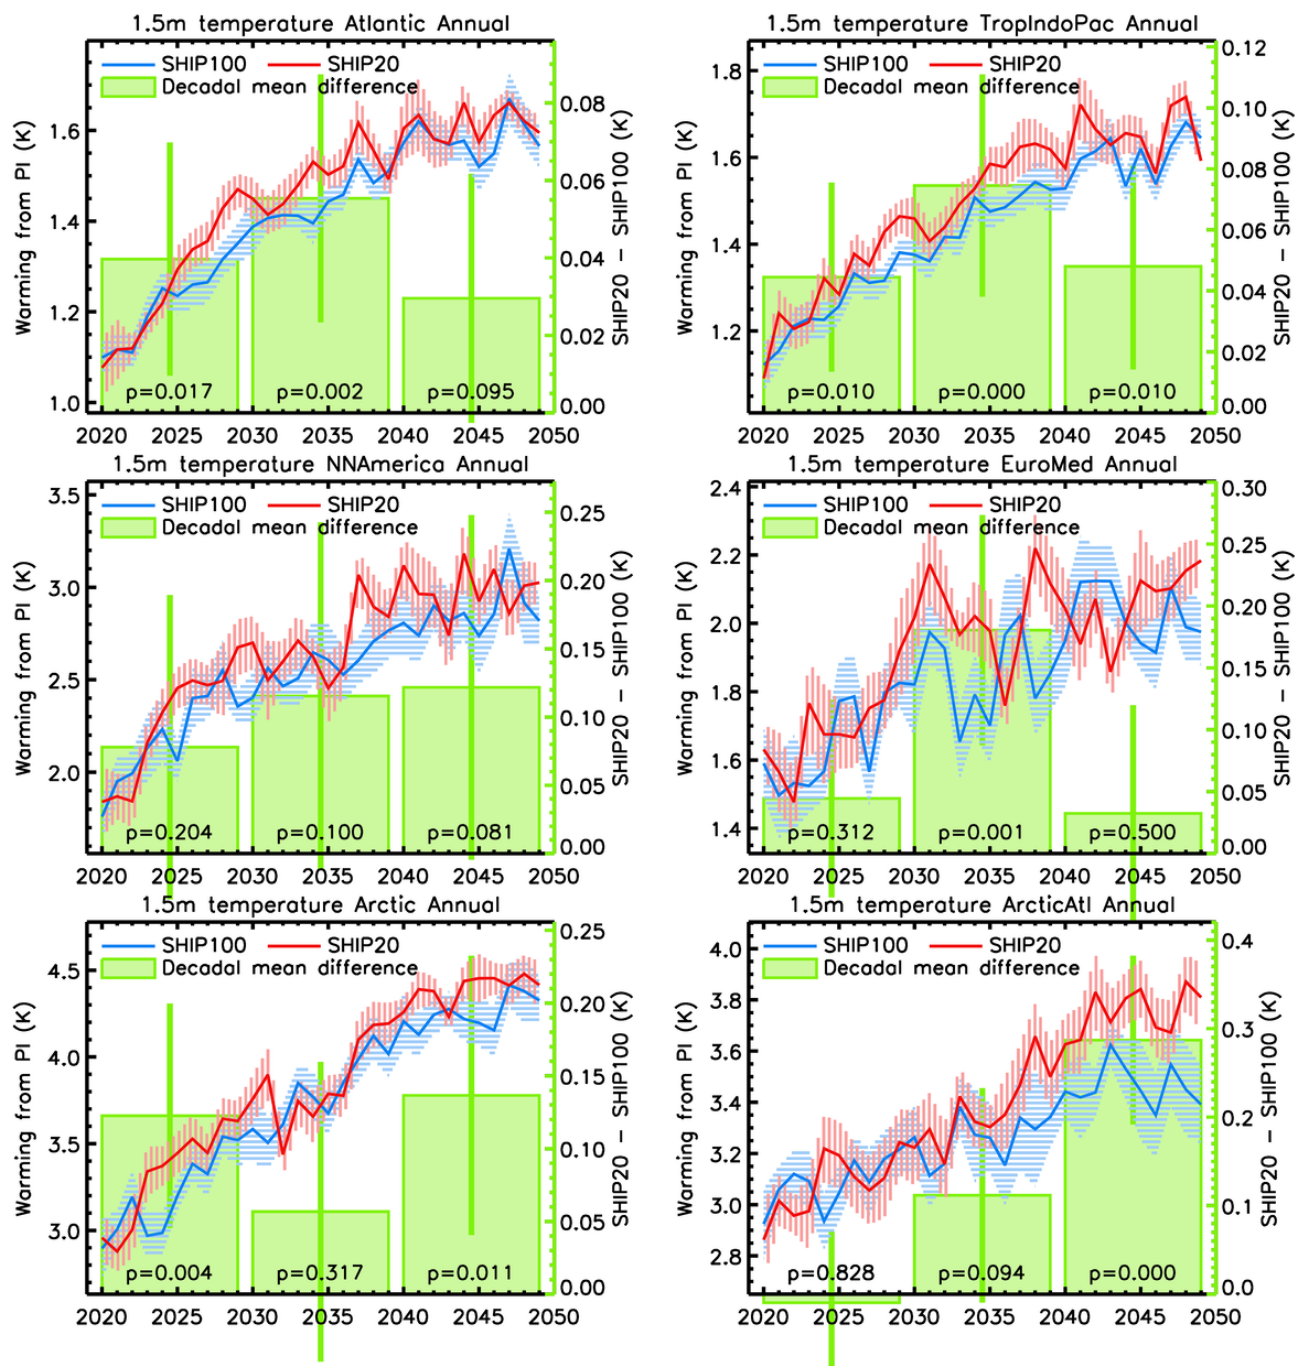 1.5m temperature Atlantic Annual
SHIP100 SHIP20
Decadal mean difference
Warming from PI (K)
1.6
1.4
1.2
1.0
0.08
0.06
0.04
0.02
0.00
SHIP20 – SHIP100 (K)
p=0.017 p=0.002 p=0.095
2020 2025 2030 2035 2040 2045 2050
1.5m temperature TropIndoPac Annual
SHIP100 SHIP20
Decadal mean difference
Warming from PI (K)
1.8
1.6
1.4
1.2
0.12
0.10
0.08
0.06
0.04
0.02
0.00
SHIP20 – SHIP100 (K)
p=0.010 p=0.000 p=0.010
2020 2025 2030 2035 2040 2045 2050
1.5m temperature NNAmerica Annual
SHIP100 SHIP20
Decadal mean difference
Warming from PI (K)
3.5
3.0
2.5
2.0
0.25
0.20
0.15
0.10
0.05
0.00
SHIP20 – SHIP100 (K)
p=0.204 p=0.100 p=0.081
2020 2025 2030 2035 2040 2045 2050
1.5m temperature EuroMed Annual
SHIP100 SHIP20
Decadal mean difference
Warming from PI (K)
2.4
2.2
2.0
1.8
1.6
1.4
0.30
0.25
0.20
0.15
0.10
0.05
0.00
SHIP20 – SHIP100 (K)
p=0.312 p=0.001 p=0.500
2020 2025 2030 2035 2040 2045 2050
1.5m temperature Arctic Annual
SHIP100 SHIP20
Decadal mean difference
Warming from PI (K)
4.5
4.0
3.5
3.0
0.25
0.20
0.15
0.10
0.05
0.00
SHIP20 – SHIP100 (K)
p=0.004 p=0.317 p=0.011
2020 2025 2030 2035 2040 2045 2050
1.5m temperature ArcticAtl Annual
SHIP100 SHIP20
Decadal mean difference
Warming from PI (K)
4.0
3.8
3.6
3.4
3.2
3.0
2.8
0.4
0.3
0.2
0.1
0.0
SHIP20 – SHIP100 (K)
p=0.828 p=0.094 p=0.000
2020 2025 2030 2035 2040 2045 2050